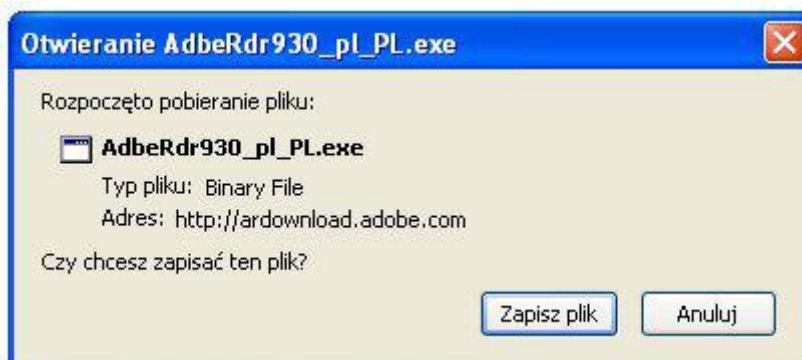 Otwieranie AdbeRdr930_pl_PL.exe
Rozpoczęto pobieranie pliku:
AdbeRdr930_pl_PL.exe
Typ pliku: Binary File
Adres: http://ardownload.adobe.com
Czy chcesz zapisać ten plik?
Zapisz plik Anuluj